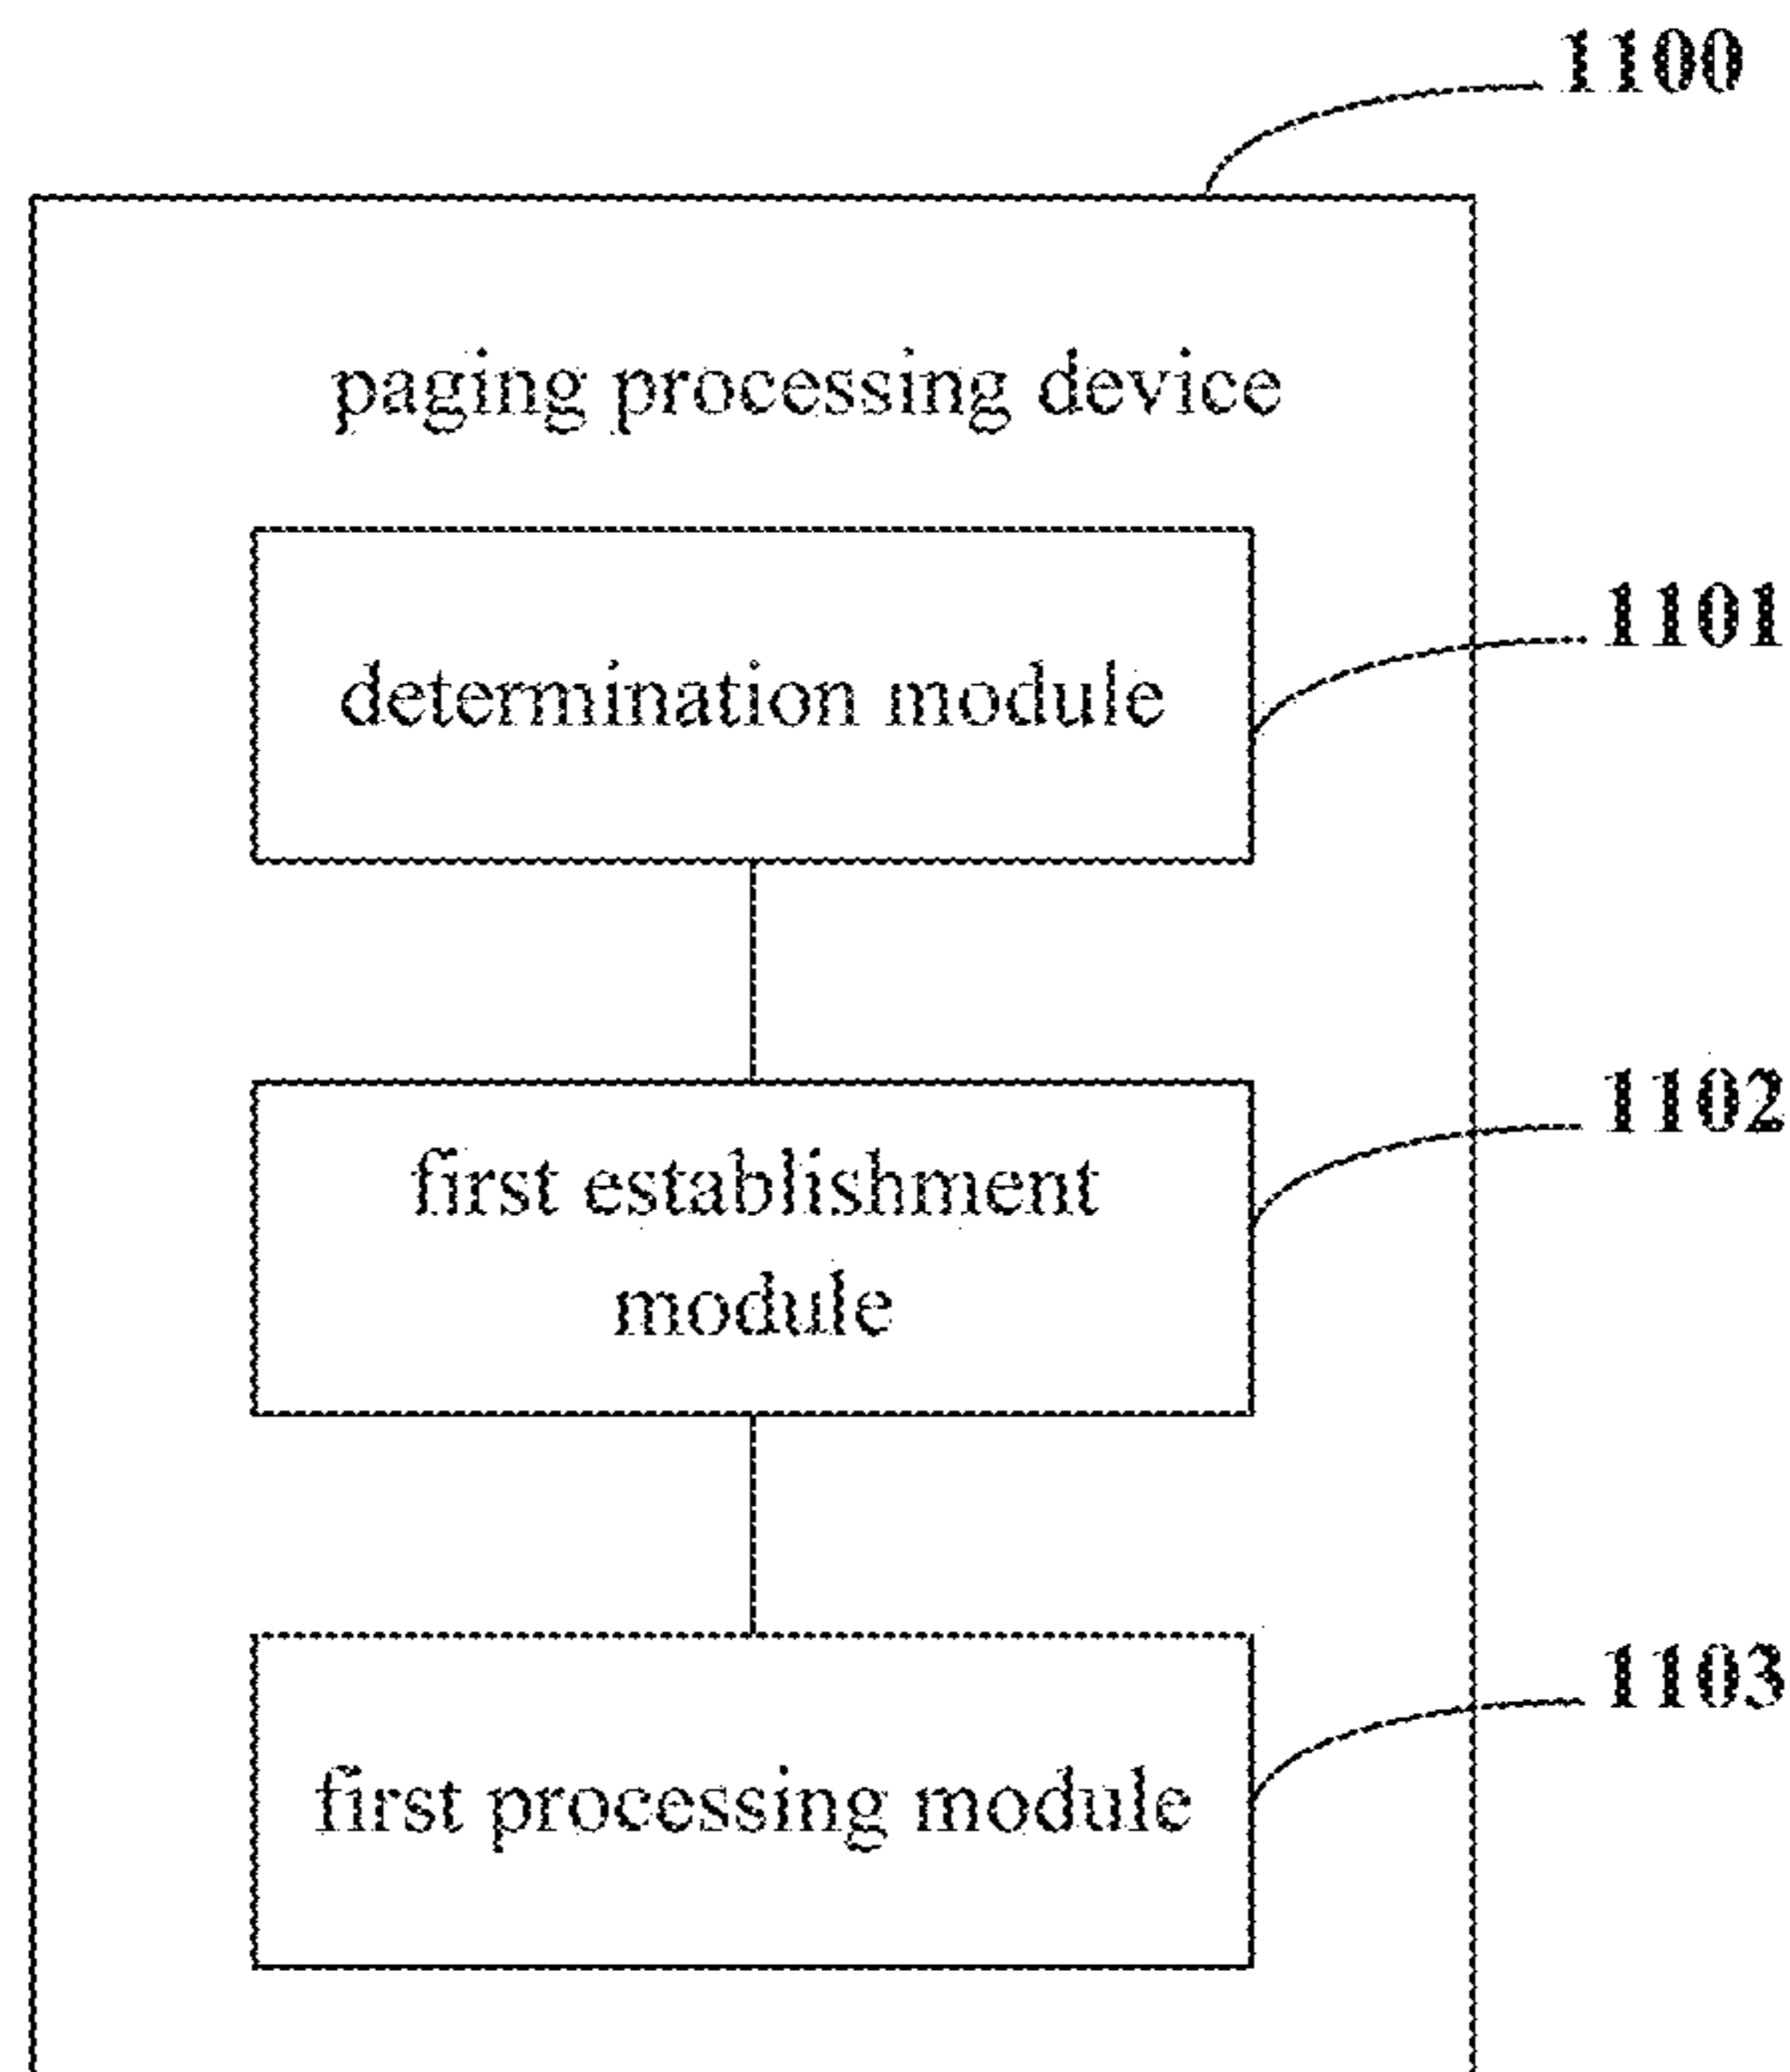 1100
paging processing device
determination module
1101
first establishment
module
1102
first processing module
1103